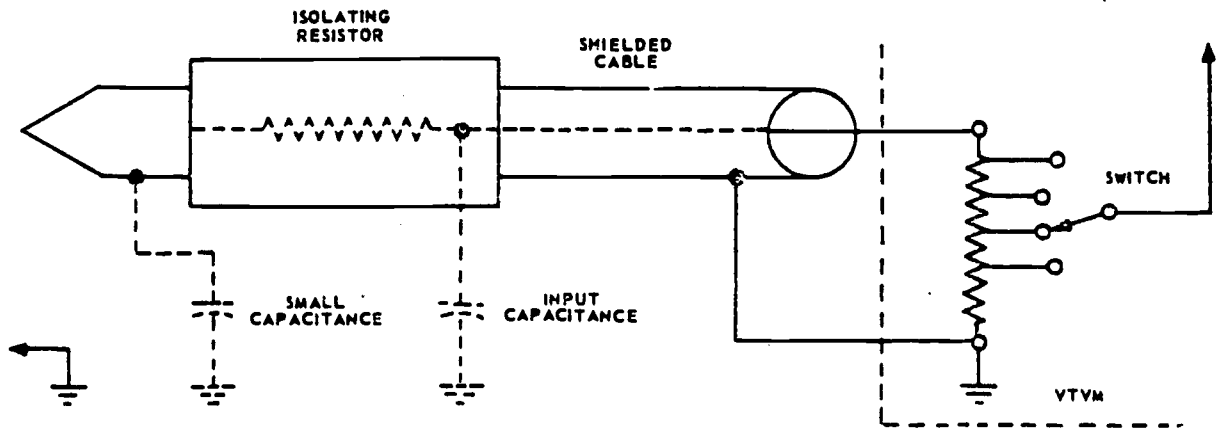 ISOLATING
RESISTOR
SHIELDED
CABLE
SWITCH
SMALL
CAPACITANCE
INPUT
CAPACITANCE
VTVM